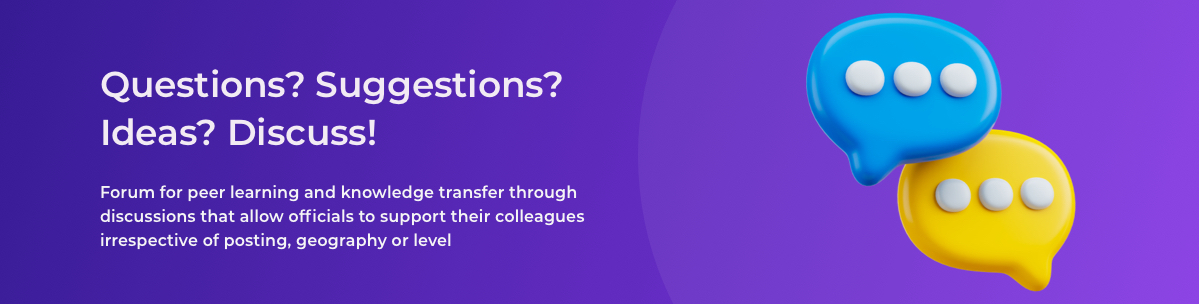 Questions? Suggestions?
Ideas? Discuss!
Forum for peer learning and knowledge transfer through
discussions that allow officials to support their colleagues
irrespective of posting, geography or level